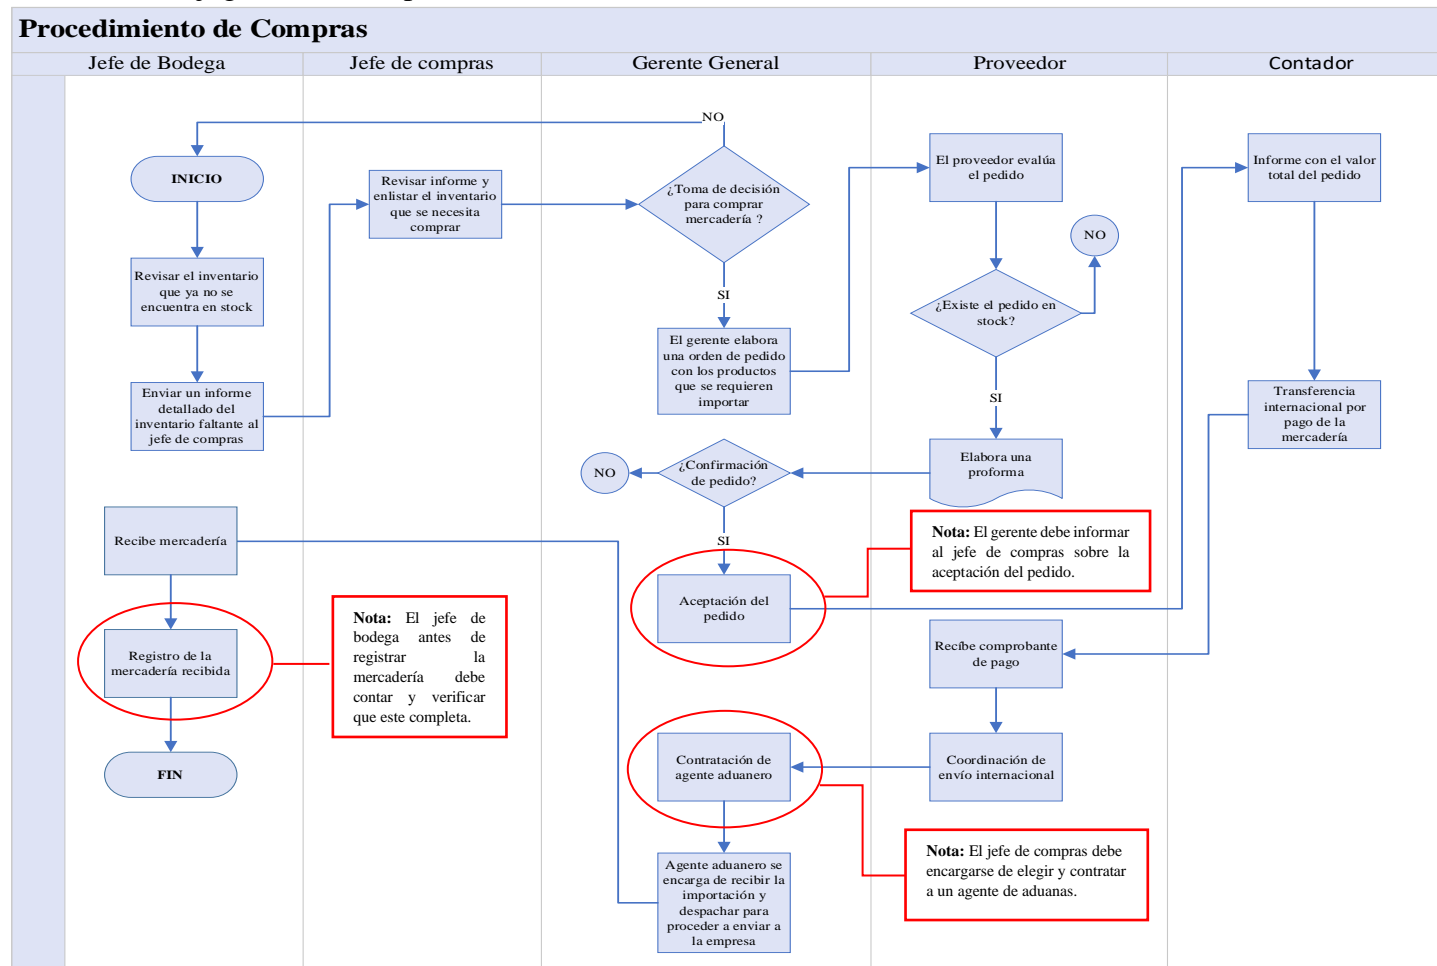 Procedimiento de Compras
Jefe de Bodega
Jefe de compras
Gerente General
Proveedor
Contador
NO
INICIO
Revisar informe y
enlistar el inventario
que se necesita
comprar
¿Toma de decisión
para comprar
mercadería ?
El proveedor evalúa
el pedido
Informe con el valor
total del pedido
NO
Revisar el inventario
que ya no se
encuentra en stock
SI
¿Existe el pedido en
stock?
El gerente elabora
una orden de pedido
con los productos
que se requieren
importar
Enviar un informe
detallado del
inventario faltante al
jefe de compras
SI
Transferencia
internacional por
pago de la
mercadería
NO
¿Confirmación
de pedido?
Elabora una
proforma
Recibe mercadería
SI
Nota: El gerente debe informar
al jefe de compras sobre la
aceptación del pedido.
Aceptación del
pedido
Nota: El jefe de
bodega antes de
registrar la
mercadería debe
contar y verificar
que este completa.
Registro de la
mercadería recibida
Recibe comprobante
de pago
FIN
Contratación de
agente aduanero
Coordinación de
envío internacional
Agente aduanero se
encarga de recibir la
importación y
despachar para
proceder a enviar a
la empresa
Nota: El jefe de compras debe
encargarse de elegir y contratar
a un agente de aduanas.